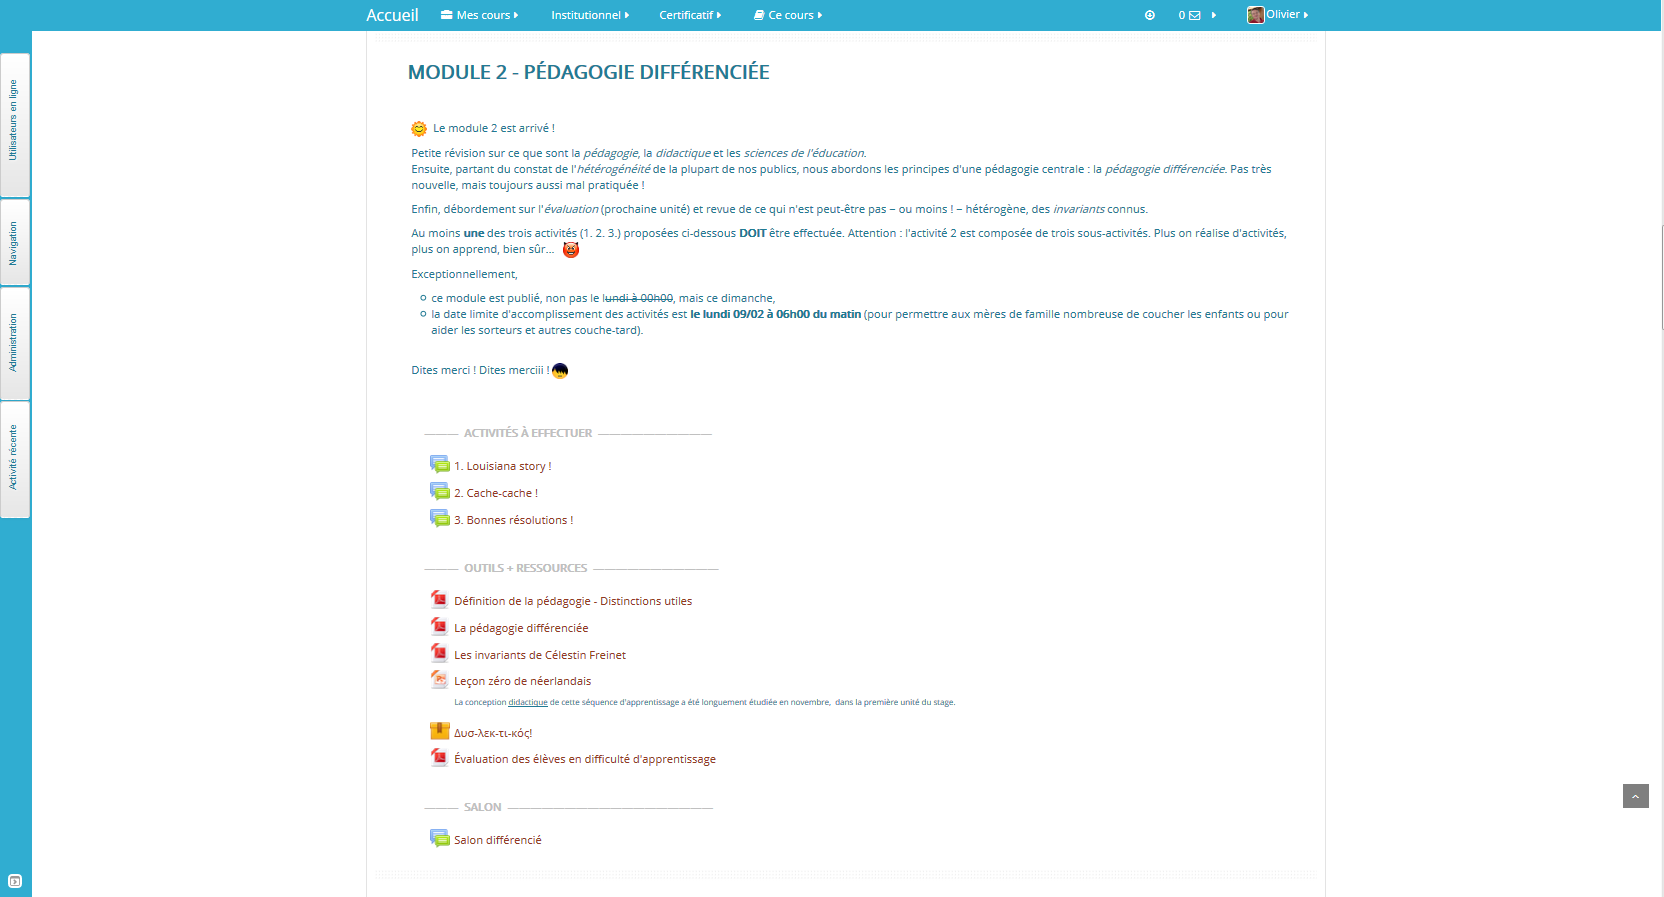 Accueil Mes cours Institutionnel Certificatif Ce cours 0 Olivier
Utilisateurs en ligne
Navigation
Administration
Activité récente
MODULE 2 - PÉDAGOGIE DIFFÉRENCIÉE
Le module 2 est arrivé !
Petite révision sur ce que sont la pédagogie, la didactique et les sciences de l'éducation.
Ensuite, partant du constat de l'hétérogénéité de la plupart de nos publics, nous abordons les principes d'une pédagogie centrale : la pédagogie différenciée. Pas très
nouvelle, mais toujours aussi mal pratiquée !
Enfin, débordement sur l'évaluation (prochaine unité) et revue de ce qui n'est peut-être pas – ou moins ! – hétérogène, des invariants connus.
Au moins une des trois activités (1. 2. 3.) proposées ci-dessous DOIT être effectuée. Attention : l'activité 2 est composée de trois sous-activités. Plus on réalise d'activités,
plus on apprend, bien sûr...
Exceptionnellement,
ce module est publié, non pas le lundi à 00h00, mais ce dimanche,
la date limite d'accomplissement des activités est le lundi 09/02 à 06h00 du matin (pour permettre aux mères de famille nombreuse de coucher les enfants ou pour
aider les sorteurs et autres couche-tard).
Dites merci ! Dites merciii !
ACTIVITÉS À EFFECTUER
1. Louisiana story !
2. Cache-cache !
3. Bonnes résolutions !
OUTILS + RESSOURCES
Définition de la pédagogie - Distinctions utiles
La pédagogie différenciée
Les invariants de Célestin Freinet
Leçon zéro de néerlandais
La conception didactique de cette séquence d'apprentissage a été longuement étudiée en novembre, dans la première unité du stage.
Δυσ-λεκ-τι-κός!
Évaluation des élèves en difficulté d'apprentissage
SALON
Salon différencié